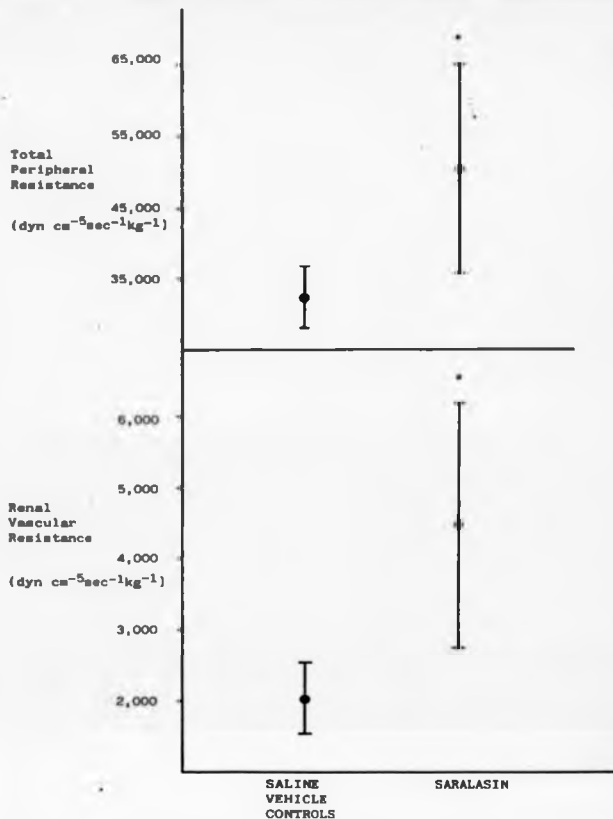 65,000
55,000
Total
Peripheral
Resistance
45,000
(dyn cm⁻⁵sec⁻¹kg⁻¹)
35,000
*
6,000
5,000
Renal
Vascular
Resistance
4,000
(dyn cm⁻⁵sec⁻¹kg⁻¹)
3,000
2,000
*
SALINE
VEHICLE
CONTROLS
SARALASIN